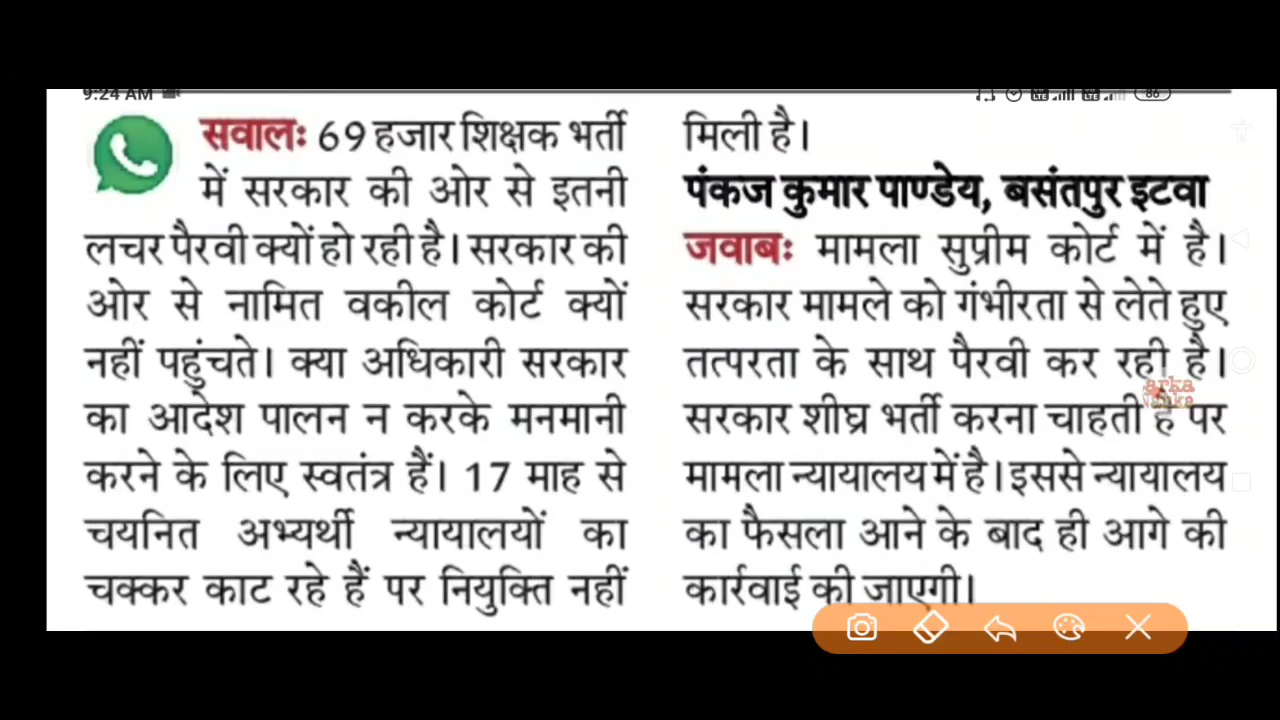 9:24 AM
86
सवालः 69 हजार शिक्षक भर्ती
में सरकार की ओर से इतनी
लचर पैरवी क्यों हो रही है। सरकार की
ओर से नामित वकील कोर्ट क्यों
नहीं पहुंचते। क्या अधिकारी सरकार
का आदेश पालन न करके मनमानी
करने के लिए स्वतंत्र हैं। 17 माह से
चयनित अभ्यर्थी न्यायालयों का
चक्कर काट रहे हैं पर नियुक्ति नहीं
मिली है।
पंकज कुमार पाण्डेय, बसंतपुर इटवा
जवाबः मामला सुप्रीम कोर्ट में है।
सरकार मामले को गंभीरता से लेते हुए
तत्परता के साथ पैरवी कर रही है।
सरकार शीघ्र भर्ती करना चाहती है पर
मामला न्यायालय में है। इससे न्यायालय
का फैसला आने के बाद ही आगे की
कार्रवाई की जाएगी।